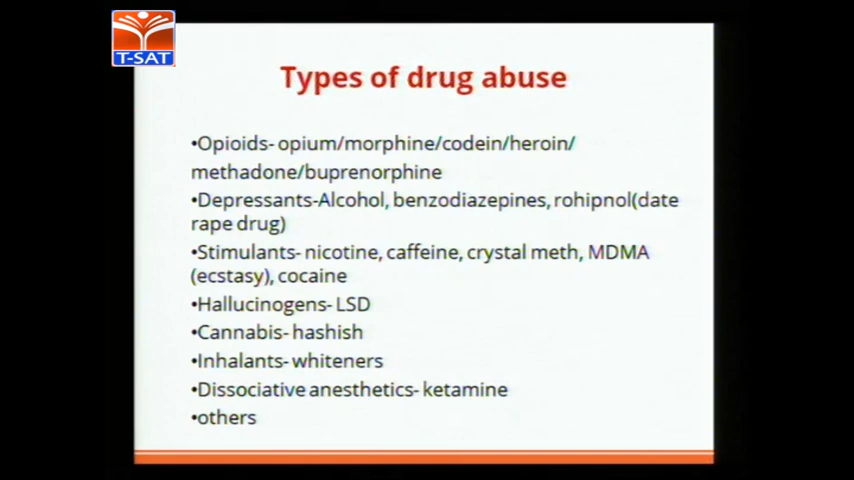 T-SAT
Types of drug abuse
•Opioids- opium/morphine/codein/heroin/
methadone/buprenorphine
•Depressants-Alcohol, benzodiazepines, rohipnol(date
rape drug)
•Stimulants- nicotine, caffeine, crystal meth, MDMA
(ecstasy), cocaine
•Hallucinogens- LSD
•Cannabis- hashish
•Inhalants- whiteners
•Dissociative anesthetics- ketamine
•others